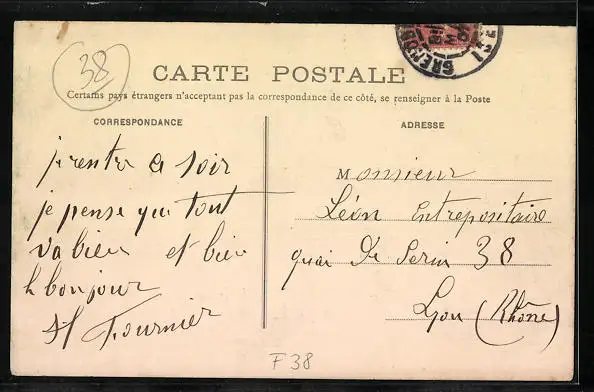 38
CARTE POSTALE
Certains pays étrangers n'acceptant pas la correspondance de ce côté, se renseigner à la Poste
CORRESPONDANCE
ADRESSE
je rentre ce soir
je pense que tout
va bien et bien
le bonjour
Fournier
Monsieur
Léon Entrepositaire
quai de Serin 38
Lyon (Rhône)
F38